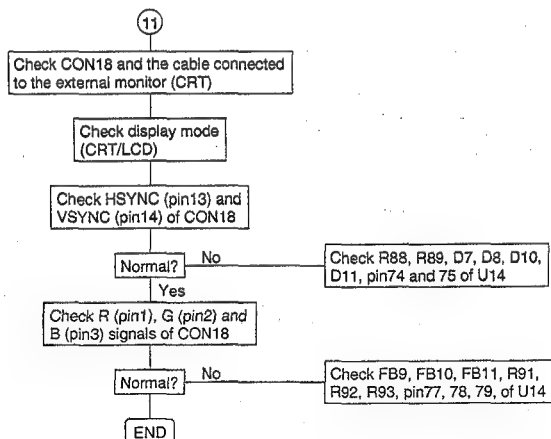 11
Check CON18 and the cable connected
to the external monitor (CRT)
Check display mode
(CRT/LCD)
Check HSYNC (pin13) and
VSYNC (pin14) of CON18
Normal?
No
Check R88, R89, D7, D8, D10,
D11, pin74 and 75 of U14
Yes
Check R (pin1), G (pin2) and
B (pin3) signals of CON18
Normal?
No
Check FB9, FB10, FB11, R91,
R92, R93, pin77, 78, 79, of U14
END